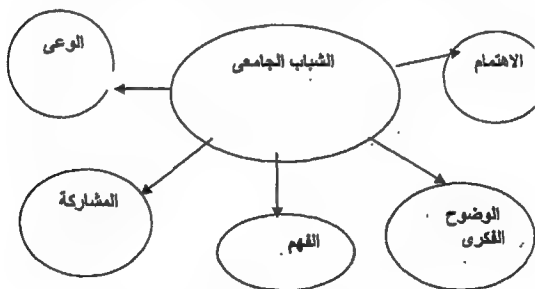 الشباب الجامعى
الاهتمام
الوعى
المشاركة
الفهم
الوضوح
الفكرى